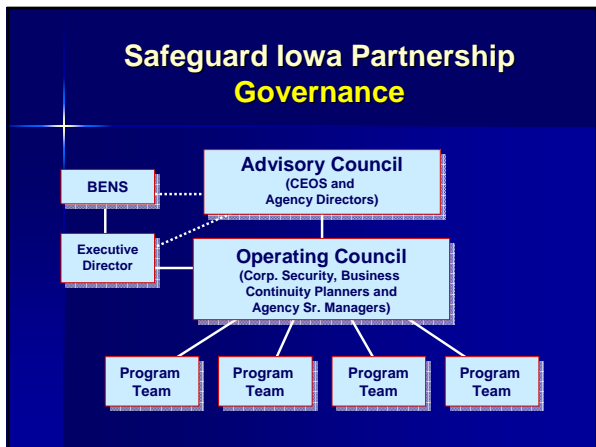 Safeguard Iowa Partnership
Governance
Advisory Council
(CEOS and
Agency Directors)
BENS
Executive
Director
Operating Council
(Corp. Security, Business
Continuity Planners and
Agency Sr. Managers)
Program
Team
Program
Team
Program
Team
Program
Team